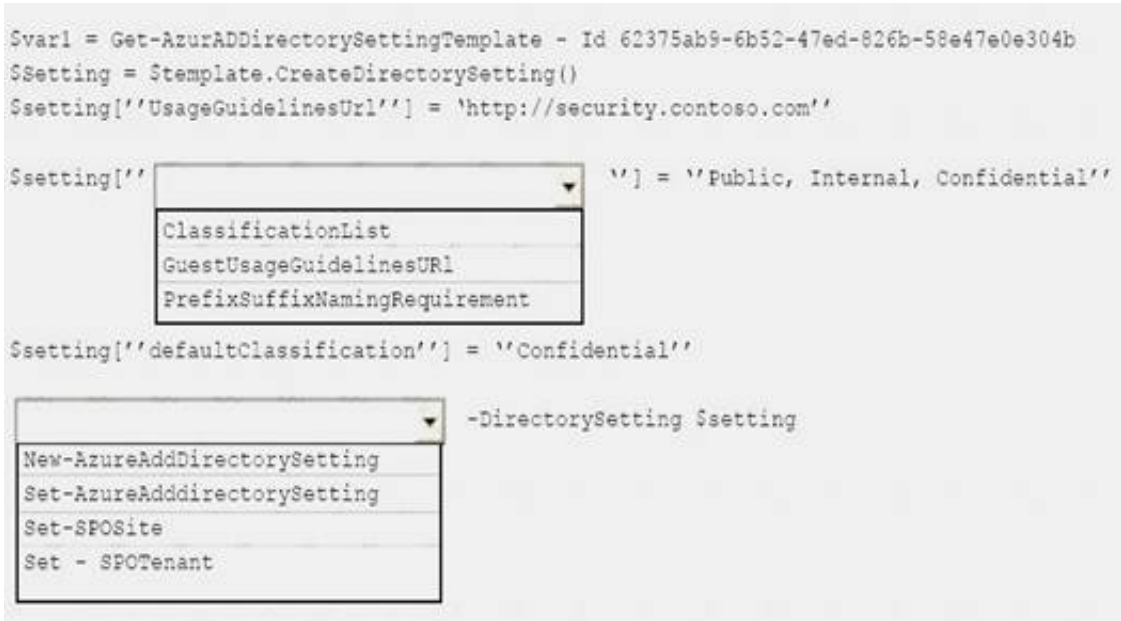 $var1 = Get-AzurADDirectorySettingTemplate - Id 62375ab9-6b52-47ed-826b-58e47e0e304b
$Setting = $template.CreateDirectorySetting()
$setting[''UsageGuidelinesUrl''] = ‘http://security.contoso.com’’
$setting['' ‘’] = ‘’Public, Internal, Confidential’’
ClassificationList
GuestUsageGuidelinesURl
PrefixSuffixNamingRequirement
$setting[‘’defaultClassification’’] = ‘’Confidential’’
-DirectorySetting $setting
New-AzureAddDirectorySetting
Set-AzureAdddirectorySetting
Set-SPOSite
Set - SPOTenant